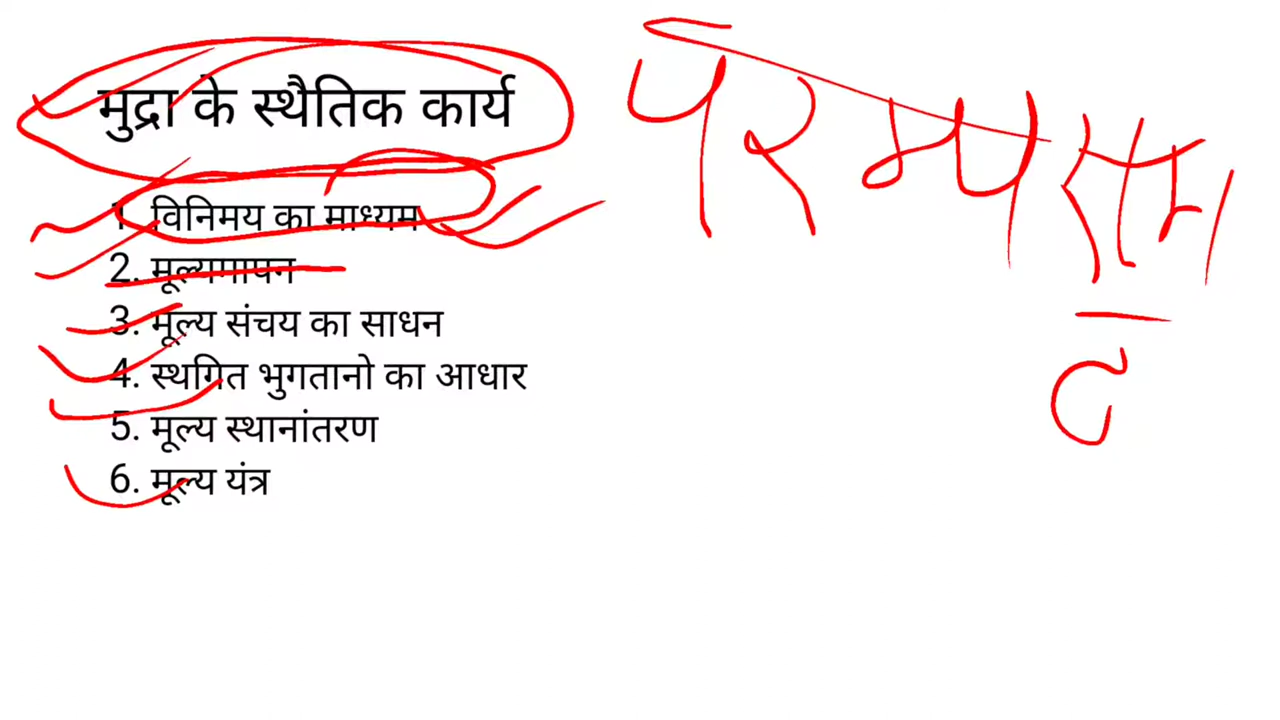 मुद्रा के स्थैतिक कार्य
1. विनिमय का माध्यम
2. मूल्यमापन
3. मूल्य संचय का साधन
4. स्थगित भुगतानो का आधार
5. मूल्य स्थानांतरण
6. मूल्य यंत्र